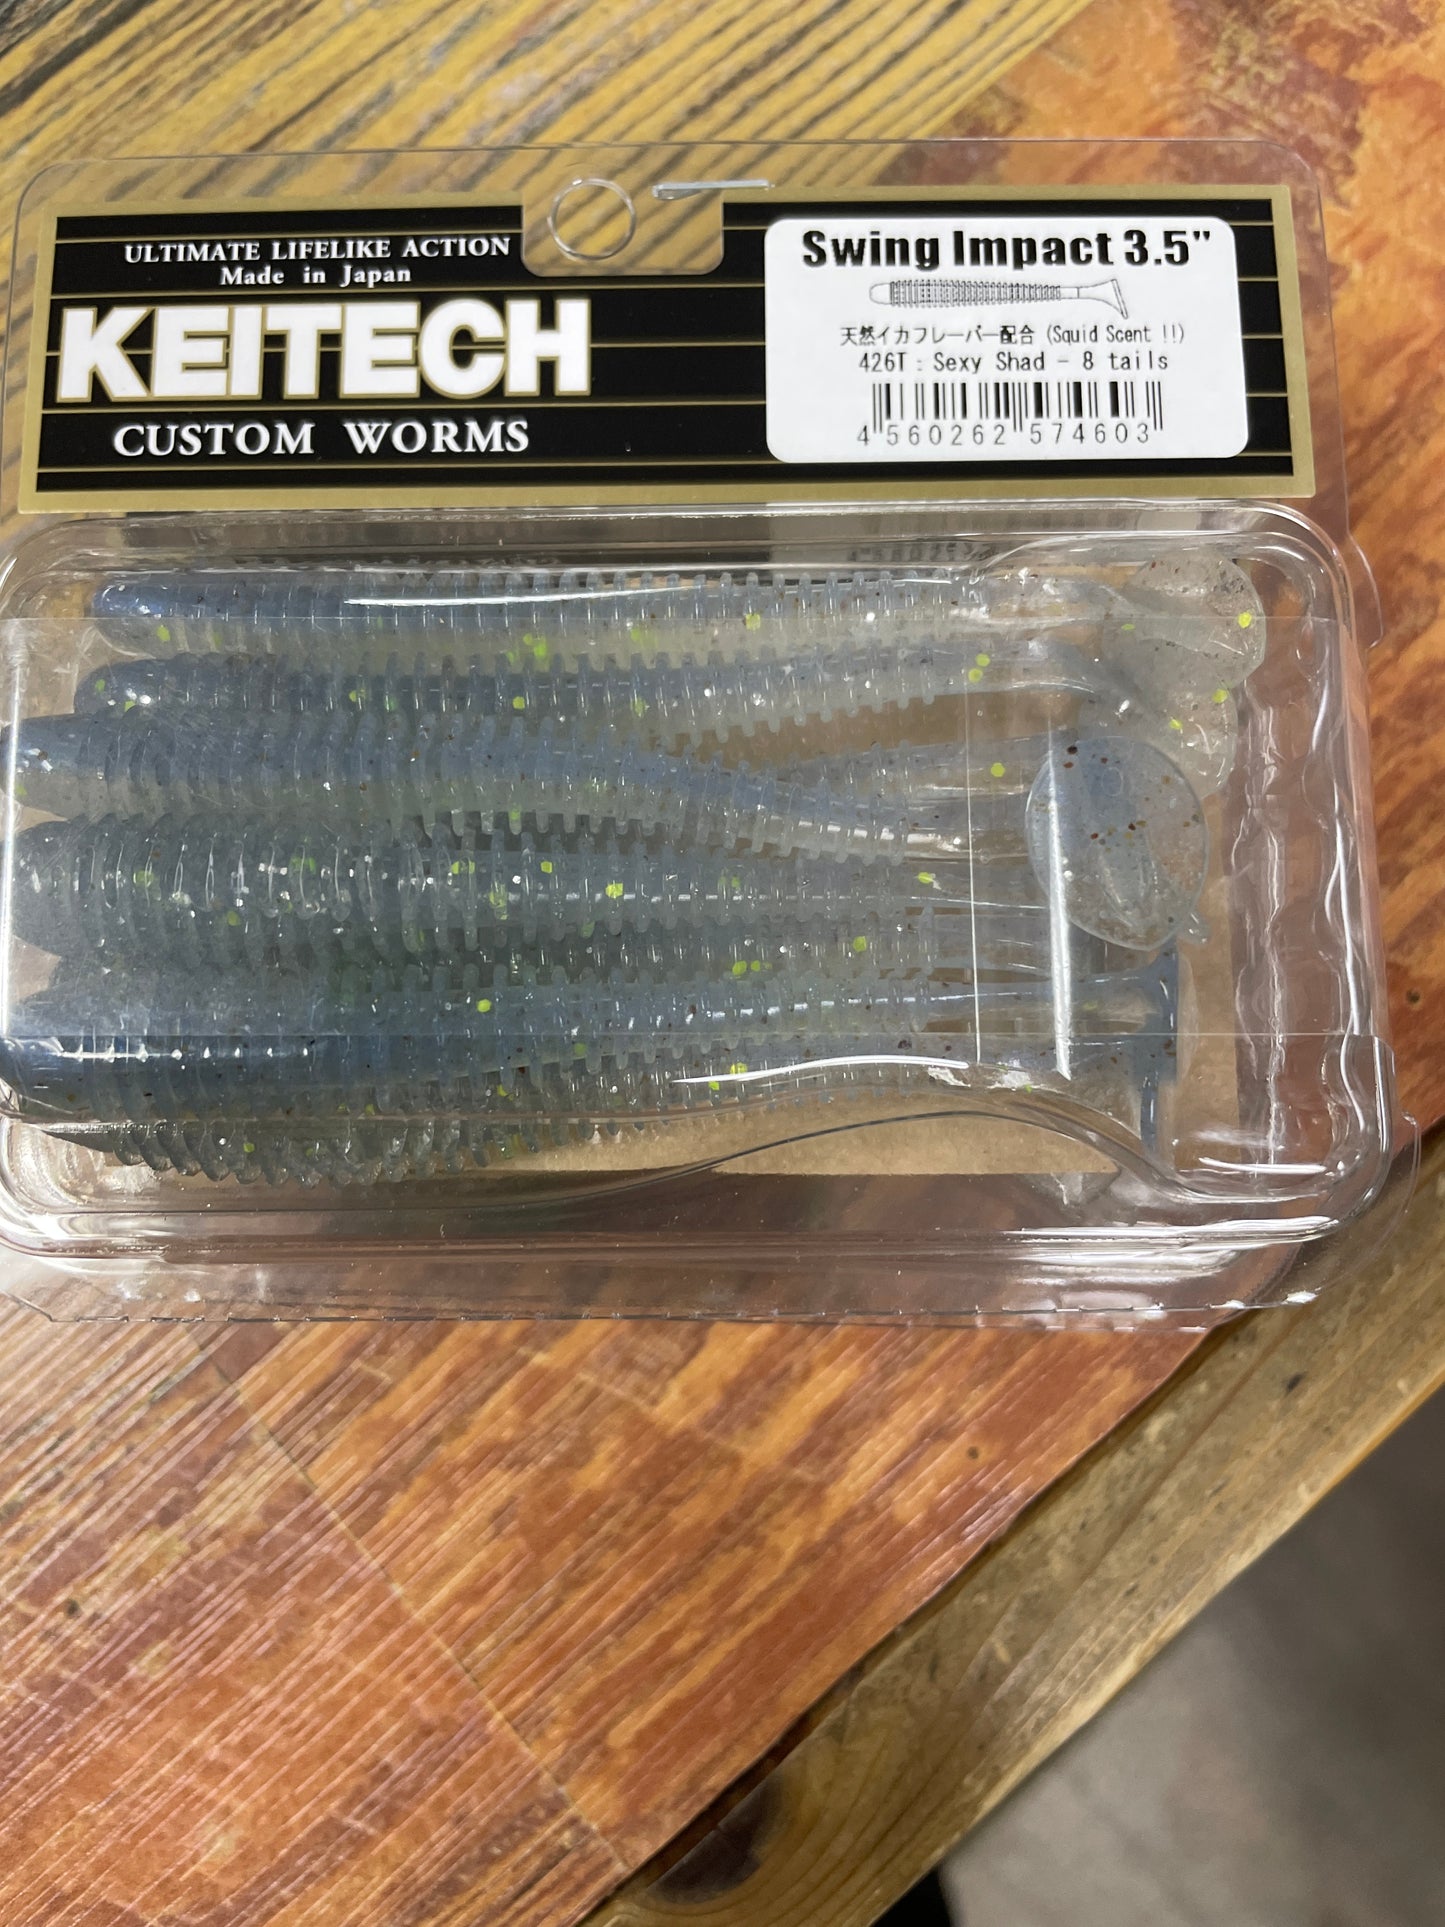 ULTIMATE LIFELIKE ACTION
Made in Japan
KEITECH
CUSTOM WORMS
Swing Impact 3.5"
天然イカフレーバー配合 (Squid Scent !!)
426T : Sexy Shad - 8 tails
4 560262 574603